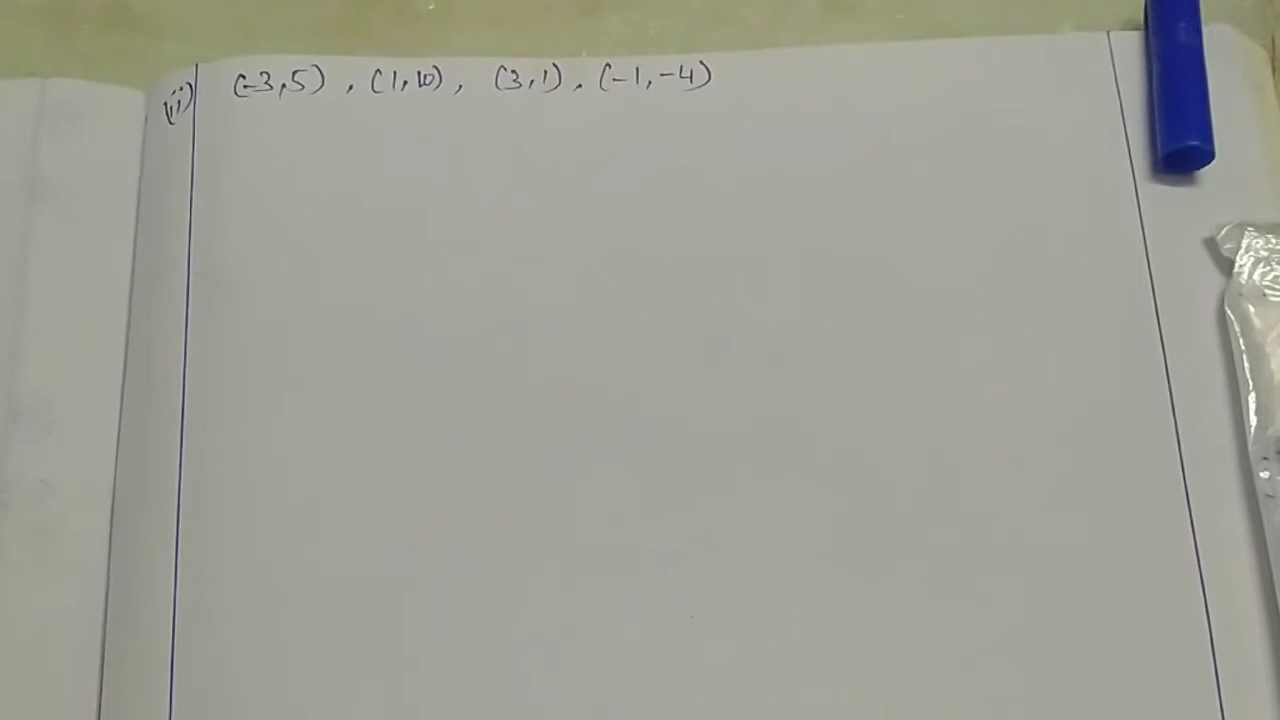 ii) (-3,5), (1,10), (3,1), (-1,-4)